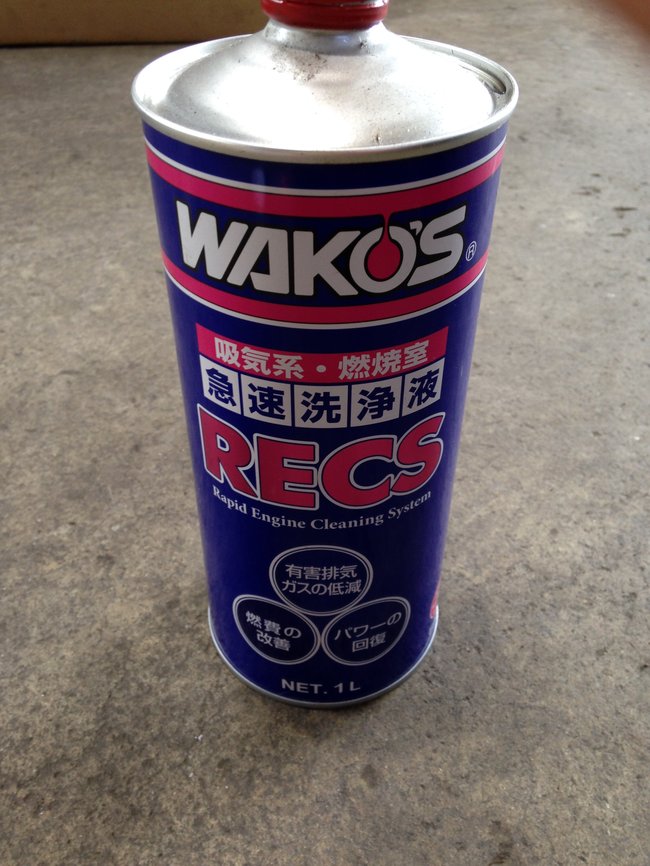 WAKO'S®
吸気系・燃焼室
急速洗浄液
RECS
Rapid Engine Cleaning System
有害排気
ガスの低減
燃費の
改善
パワーの
回復
NET. 1L